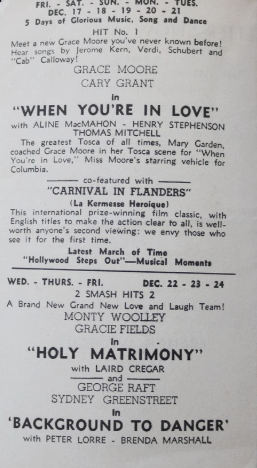 FRI. - SAT. - SUN. - MON. - TUES.
DEC. 17 - 18 - 19 - 20 - 21
5 Days of Glorious Music, Song and Dance
HIT No. 1
Meet a new Grace Moore you've never known before!
Hear songs by Jerome Kern, Verdi, Schubert and
"Cab" Calloway!
GRACE MOORE
CARY GRANT
In
"WHEN YOU'RE IN LOVE"
with ALINE MacMAHON - HENRY STEPHENSON
THOMAS MITCHELL
The greatest Tosca of all times, Mary Garden,
coached Grace Moore in her Tosca scene for "When
You're in Love," Miss Moore's starring vehicle for
Columbia.
co-featured with
"CARNIVAL IN FLANDERS"
(La Kermesse Heroique)
This international prize-winning film classic, with
English titles to make the action clear to all, is well-
worth anyone's second viewing: we envy those who
see it for the first time.
Latest March of Time
"Hollywood Steps Out"—Musical Moments
WED. - THURS. - FRI. DEC. 22 - 23 - 24
2 SMASH HITS 2
A Brand New Grand New Love and Laugh Team!
MONTY WOOLLEY
GRACIE FIELDS
In
"HOLY MATRIMONY"
with LAIRD CREGAR
and
GEORGE RAFT
SYDNEY GREENSTREET
In
'BACKGROUND TO DANGER'
with PETER LORRE - BRENDA MARSHALL